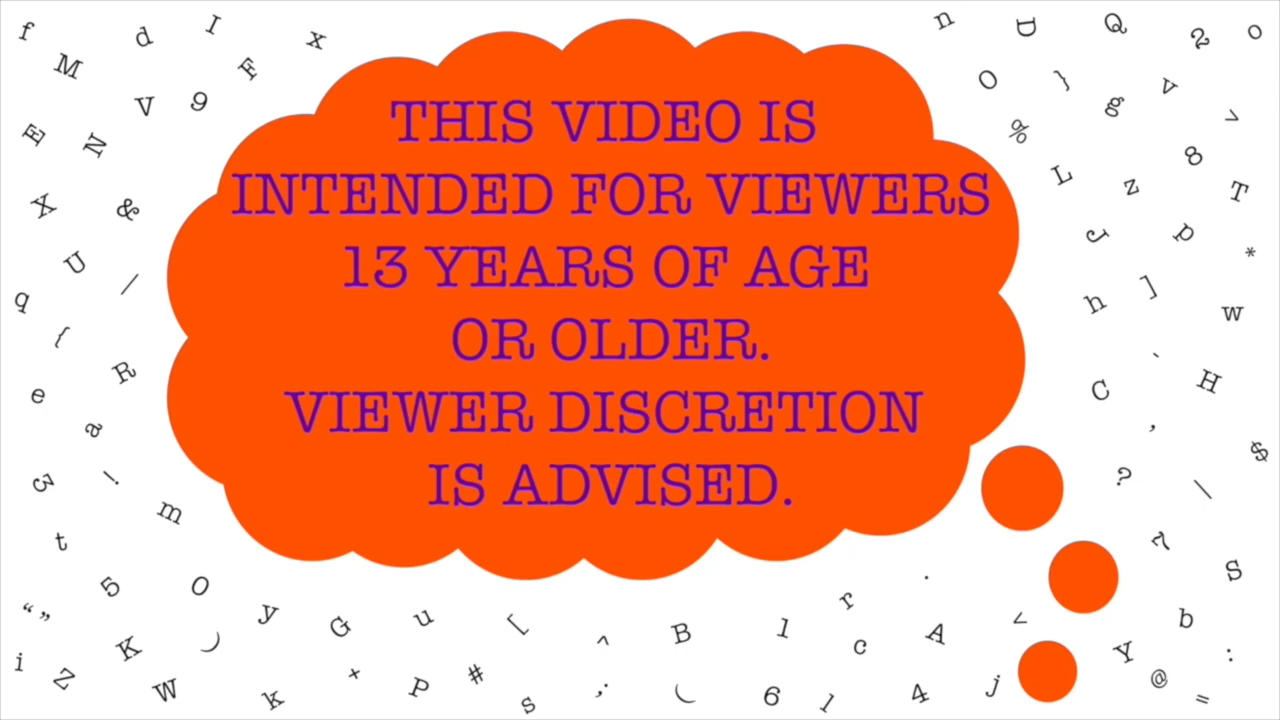 THIS VIDEO IS
INTENDED FOR VIEWERS
13 YEARS OF AGE
OR OLDER.
VIEWER DISCRETION
IS ADVISED.